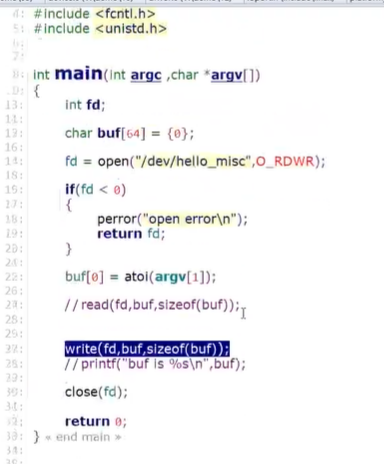 #include <fcntl.h>
#include <unistd.h>
int main(int argc ,char *argv[])
{
int fd;
char buf[64] = {0};
fd = open("/dev/hello_misc",O_RDWR);
if(fd < 0)
{
perror("open error\n");
return fd;
}
buf[0] = atoi(argv[1]);
//read(fd,buf,sizeof(buf));
write(fd,buf,sizeof(buf));
//printf("buf is %s\n",buf);
close(fd);
return 0;
} « end main »